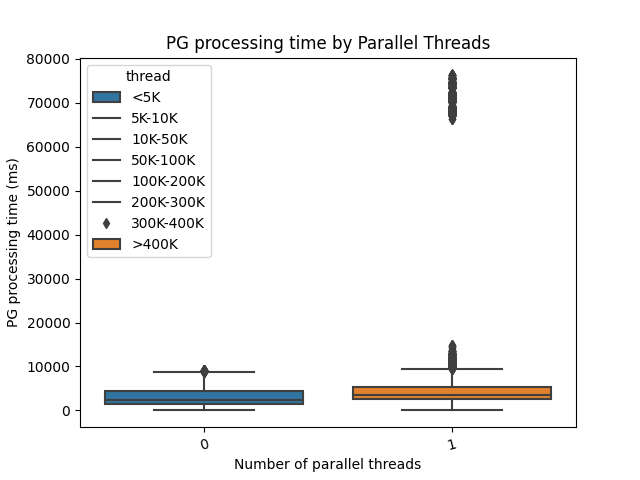 PG processing time by Parallel Threads
80000
70000
60000
50000
40000
30000
20000
10000
0
PG processing time (ms)
thread
<5K
5K-10K
10K-50K
50K-100K
100K-200K
200K-300K
300K-400K
>400K
0
1
Number of parallel threads